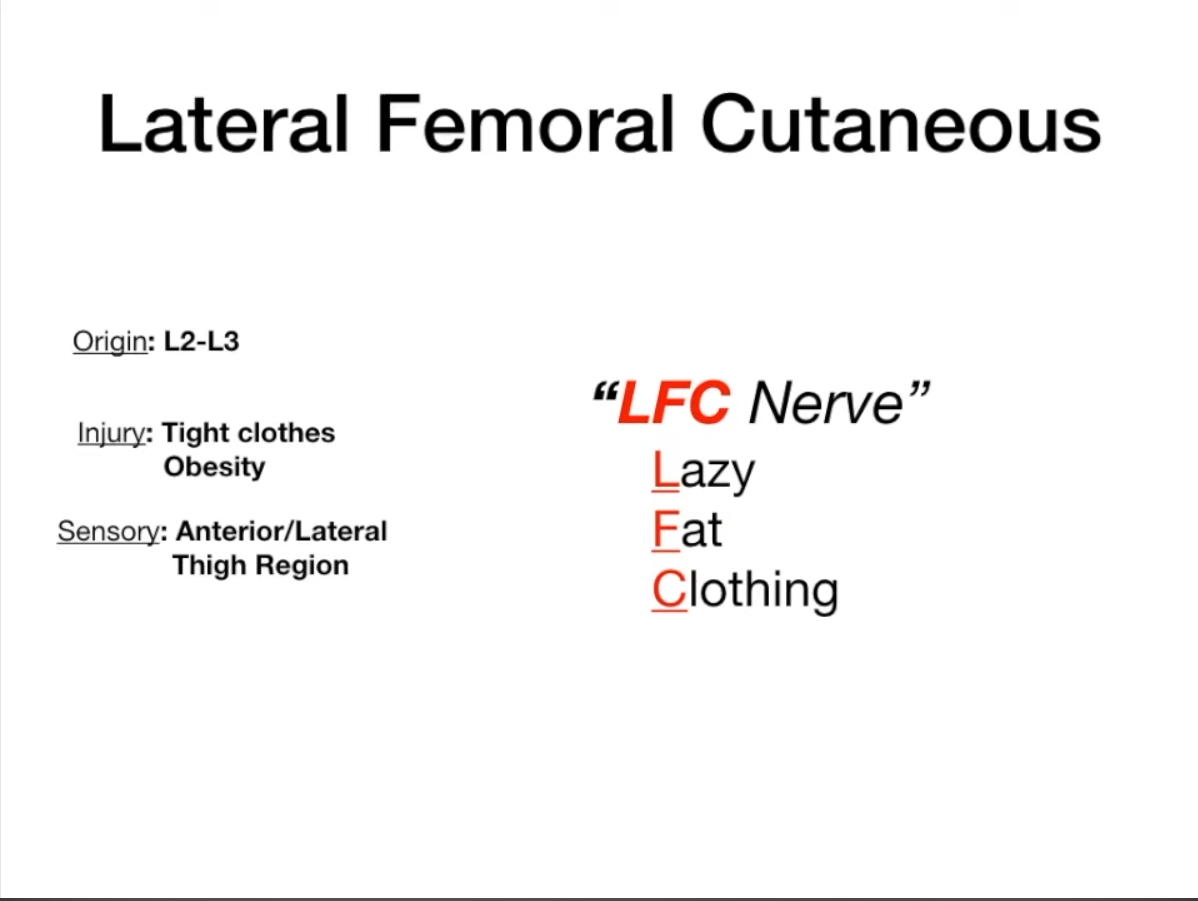 Lateral Femoral Cutaneous
Origin: L2-L3
Injury: Tight clothes
Obesity
Sensory: Anterior/Lateral
Thigh Region
“LFC Nerve”
Lazy
Fat
Clothing